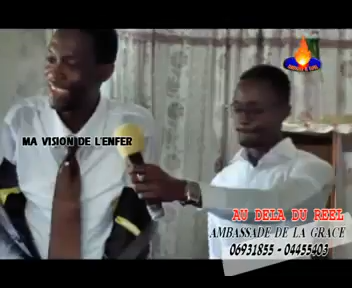 MA VISION DE L'ENFER
AU DELA DU REEL
AMBASSADE DE LA GRACE
06931855 - 04455403